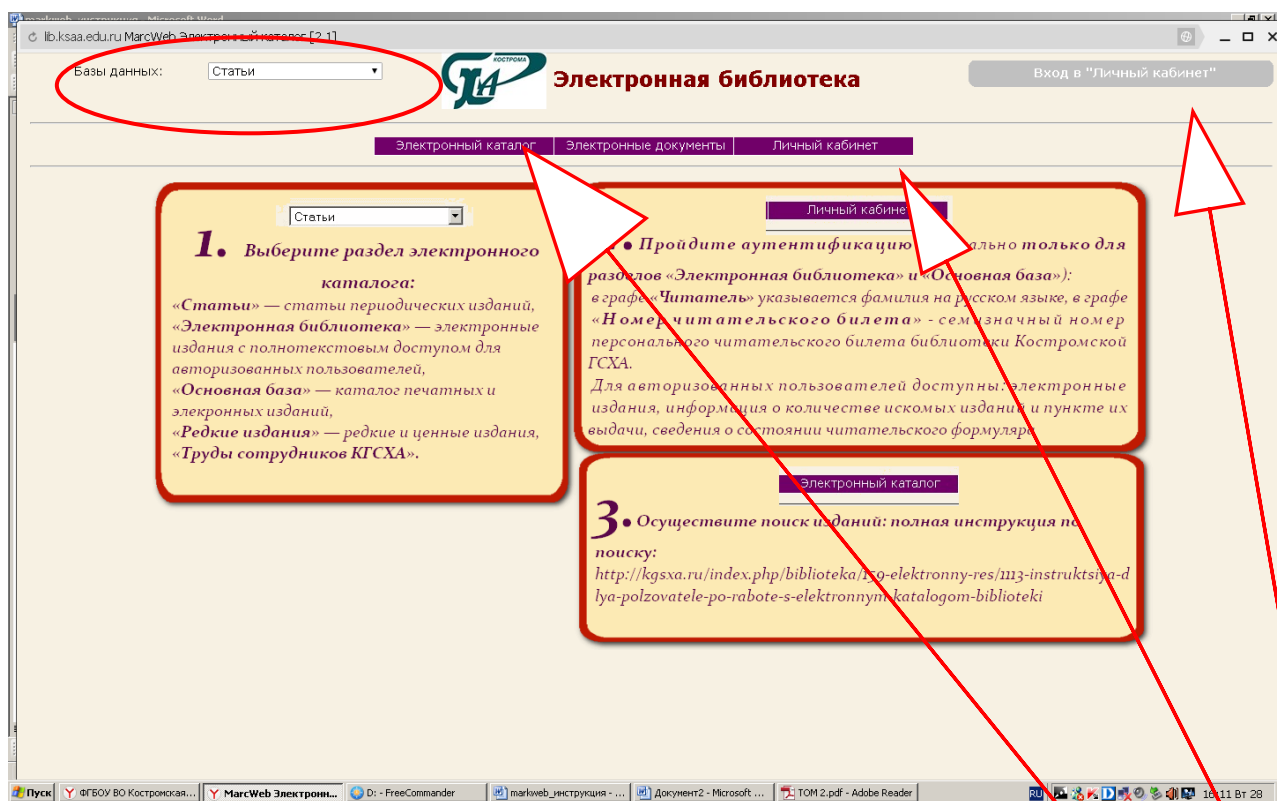 markweb_инструкция - Microsoft Word
lib.ksaa.edu.ru MarcWeb Электронный каталог [2.1]
Базы данных:
Статьи
КОСТРОМА
Электронная библиотека
Вход в "Личный кабинет"
Электронный каталог
Электронные документы
Личный кабинет
Статьи
1. Выберите раздел электронного
каталога:
«Статьи» — статьи периодических изданий,
«Электронная библиотека» — электронные
издания с полнотекстовым доступом для
авторизованных пользователей,
«Основная база» — каталог печатных и
элекронных изданий,
«Редкие издания» — редкие и ценные издания,
«Труды сотрудников КГСХА».
Личный кабинет
Пройдите аутентификацию только для
разделов «Электронная библиотека» и «Основная база»):
в графе «Читатель» указывается фамилия на русском языке, в графе
«Номер читательского билета» - семизначный номер
персонального читательского билета библиотеки Костромской
ГСХА.
Для авторизованных пользователей доступны: электронные
издания, информация о количестве искомых изданий и пункте их
выдачи, сведения о состоянии читательского формуляра.
Электронный каталог
3. Осуществите поиск изданий: полная инструкция по
поиску:
http://kgsxa.ru/index.php/biblioteka/159-elektronny-res/1113-instruktsiya-d
lya-polzovatele-po-rabote-s-elektronnym-katalogom-biblioteki
Пуск
ФГБОУ ВО Костромская...
MarcWeb Электронн...
D: - FreeCommander
markweb_инструкция - ...
Документ2 - Microsoft ...
ТОМ 2.pdf - Adobe Reader
RU
16:11 Вт 28